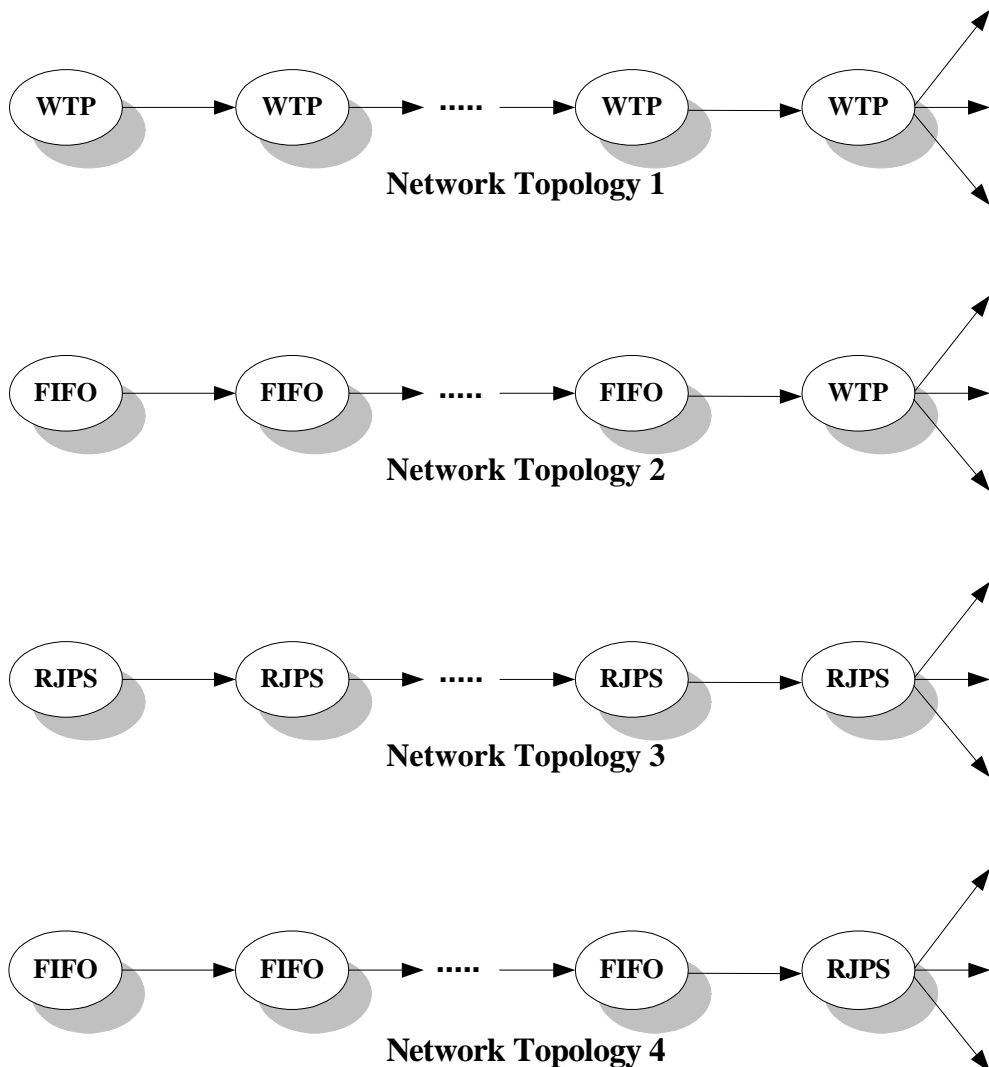 WTP WTP ..... WTP WTP
Network Topology 1
FIFO FIFO ..... FIFO WTP
Network Topology 2
RJPS RJPS ..... RJPS RJPS
Network Topology 3
FIFO FIFO ..... FIFO RJPS
Network Topology 4